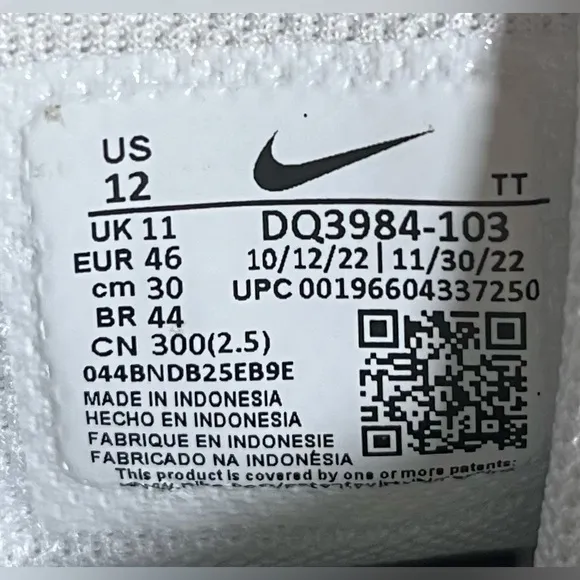 US
12
TT
UK 11
EUR 46
cm 30
BR 44
CN 300(2.5)
DQ3984-103
10/12/22 | 11/30/22
UPC 00196604337250
044BNDB25EB9E
MADE IN INDONESIA
HECHO EN INDONESIA
FABRIQUE EN INDONESIE
FABRICADO NA INDONÉSIA
This product is covered by one or more patents: